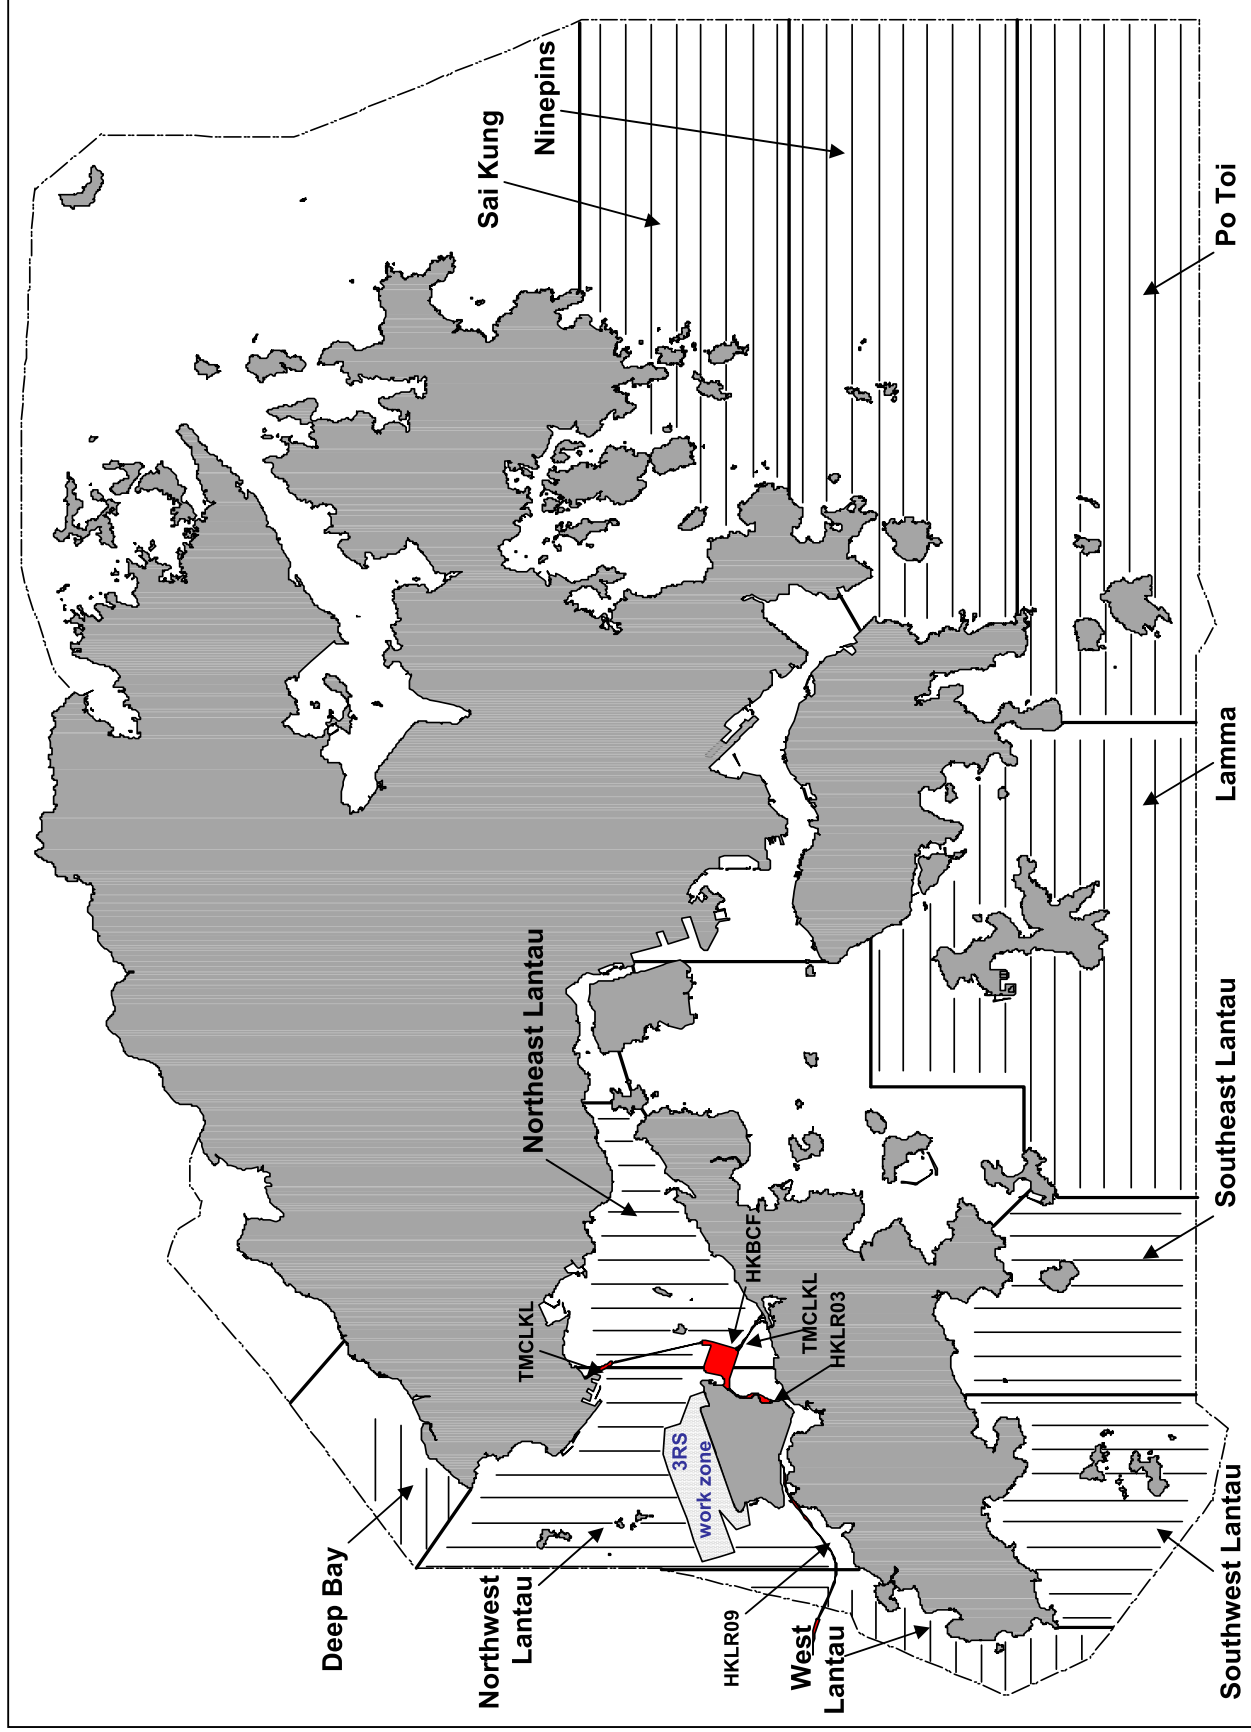 Deep Bay
Northwest
Lantau
HKLR09
West
Lantau
Southwest Lantau
3RS
work zone
TMCLKL
HKBCF
TMCLKL
HKLR03
Northeast Lantau
Southeast Lantau
Lamma
Po Toi
Sai Kung
Ninepins